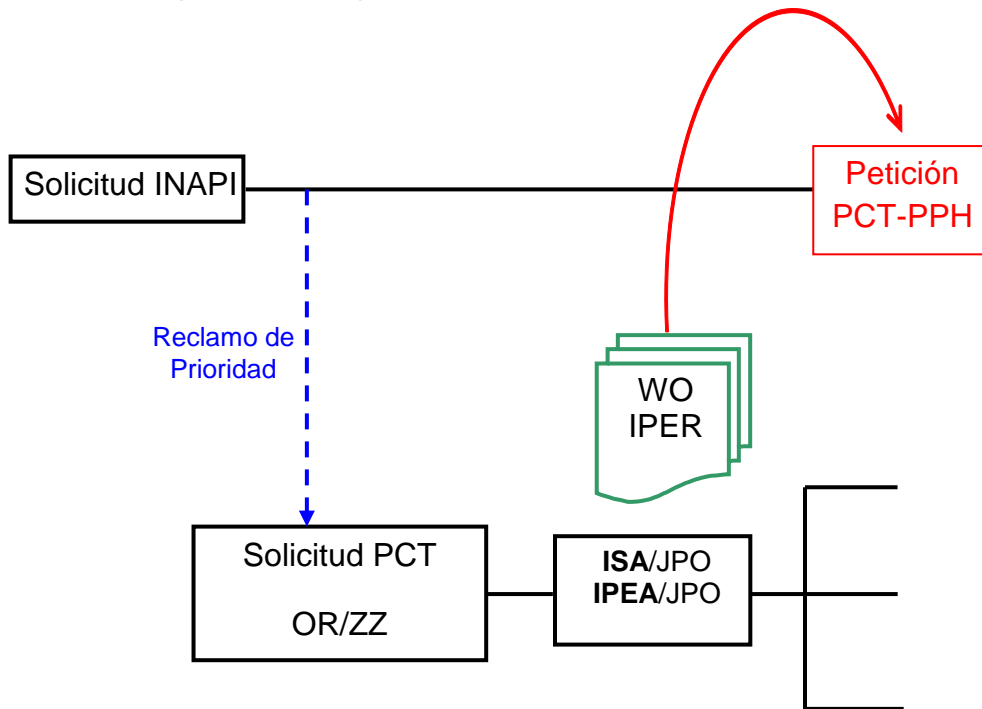 Solicitud INAPI
Petición
PCT-PPH
Reclamo de
Prioridad
WO
IPER
Solicitud PCT
OR/ZZ
ISA/JPO
IPEA/JPO